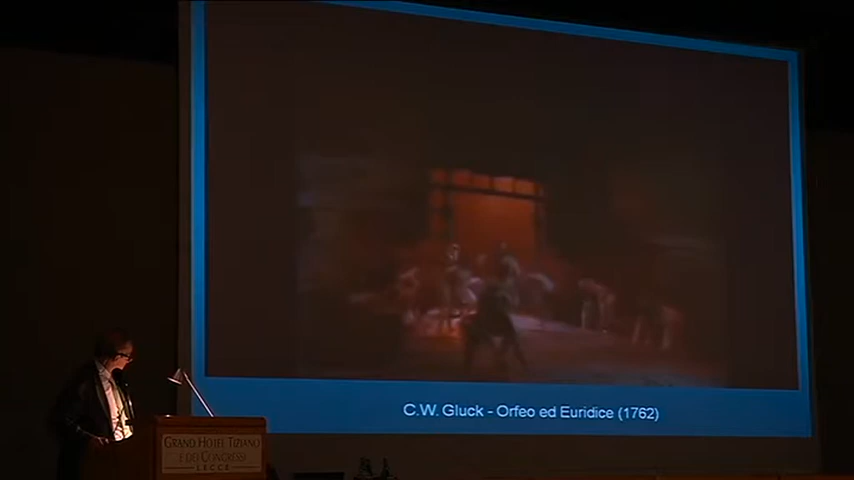 C.W. Gluck - Orfeo ed Euridice (1762)
GRAND HOTEL TIZIANO
E DEI CONGRESSI
LECCE